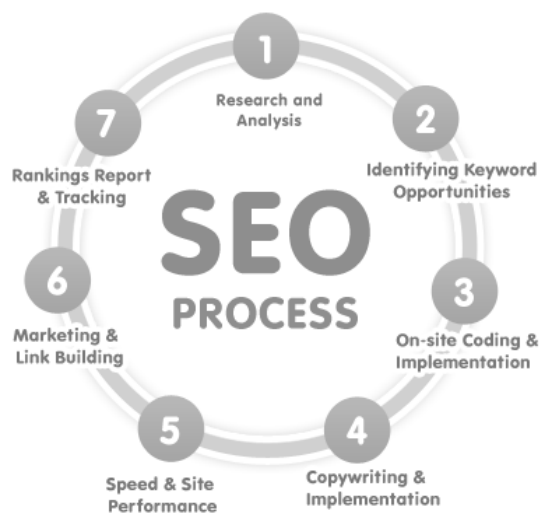 1
Research and
Analysis
2
Identifying Keyword
Opportunities
3
On-site Coding &
Implementation
4
Copywriting &
Implementation
5
Speed & Site
Performance
6
Marketing &
Link Building
7
Rankings Report
& Tracking
SEO
PROCESS